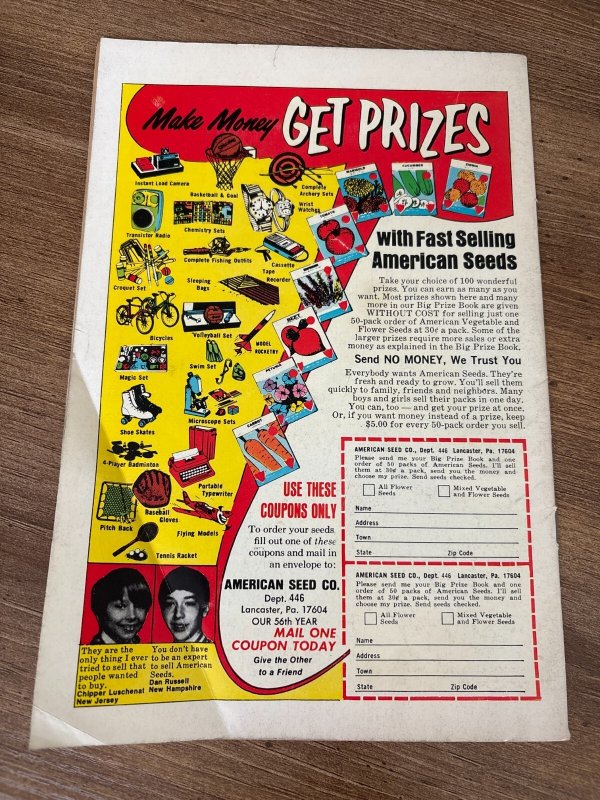 Make Money GET PRIZES
with Fast Selling
American Seeds
Take your choice of 100 wonderful
prizes. You can earn as many as you
want. Most prizes shown here and many
more in our Big Prize Book are given
WITHOUT COST for selling just one
50-pack order of American Vegetable and
Flower Seeds at 30¢ a pack. Some of the
larger prizes require more sales or extra
money as explained in the Big Prize Book.
Send NO MONEY, We Trust You
Everybody wants American Seeds. They're
fresh and ready to grow. You'll sell them
quickly to family, friends and neighbors. Many
boys and girls sell their packs in one day.
You can, too — and get your prize at once.
Or, if you want money instead of a prize, keep
$5.00 for every 50-pack order you sell.
Instant Load Camera
Basketball & Goal
Complete
Archery Sets
Wrist
Watches
Transistor Radio
Chemistry Sets
Complete Fishing Outfits
Cassette
Tape
Recorder
Croquet Set
Sleeping
Bags
Bicycles
Volleyball Set
MODEL
ROCKETRY
Magic Set
Swim Set
Shoe Skates
Microscope Sets
4-Player Badminton
Portable
Typewriter
Pitch Back
Baseball
Gloves
Flying Models
Tennis Racket
CUCUMBER
ZINNIA
TOMATO
BEET
PETUNIA
CARROT
USE THESE
COUPONS ONLY
To order your seeds
fill out one of these
coupons and mail in
an envelope to:
AMERICAN SEED CO.
Dept. 446
Lancaster, Pa. 17604
OUR 56th YEAR
MAIL ONE
COUPON TODAY
Give the Other
to a Friend
They are the
only thing I ever
tried to sell that
people wanted
to buy.
Chipper Luschenat
New Jersey
You don't have
to be an expert
to sell American
Seeds.
Dan Russell
New Hampshire
AMERICAN SEED CO., Dept. 446 Lancaster, Pa. 17604
Please send me your Big Prize Book and one
order of 50 packs of American Seeds. I'll sell
them at 30¢ a pack, send you the money and
choose my prize. Send seeds checked.
All Flower
Seeds
Mixed Vegetable
and Flower Seeds
Name
Address
Town
State Zip Code
AMERICAN SEED CO., Dept. 446 Lancaster, Pa. 17604
Please send me your Big Prize Book and one
order of 50 packs of American Seeds. I'll sell
them at 30¢ a pack, send you the money and
choose my prize. Send seeds checked.
All Flower
Seeds
Mixed Vegetable
and Flower Seeds
Name
Address
Town
State Zip Code